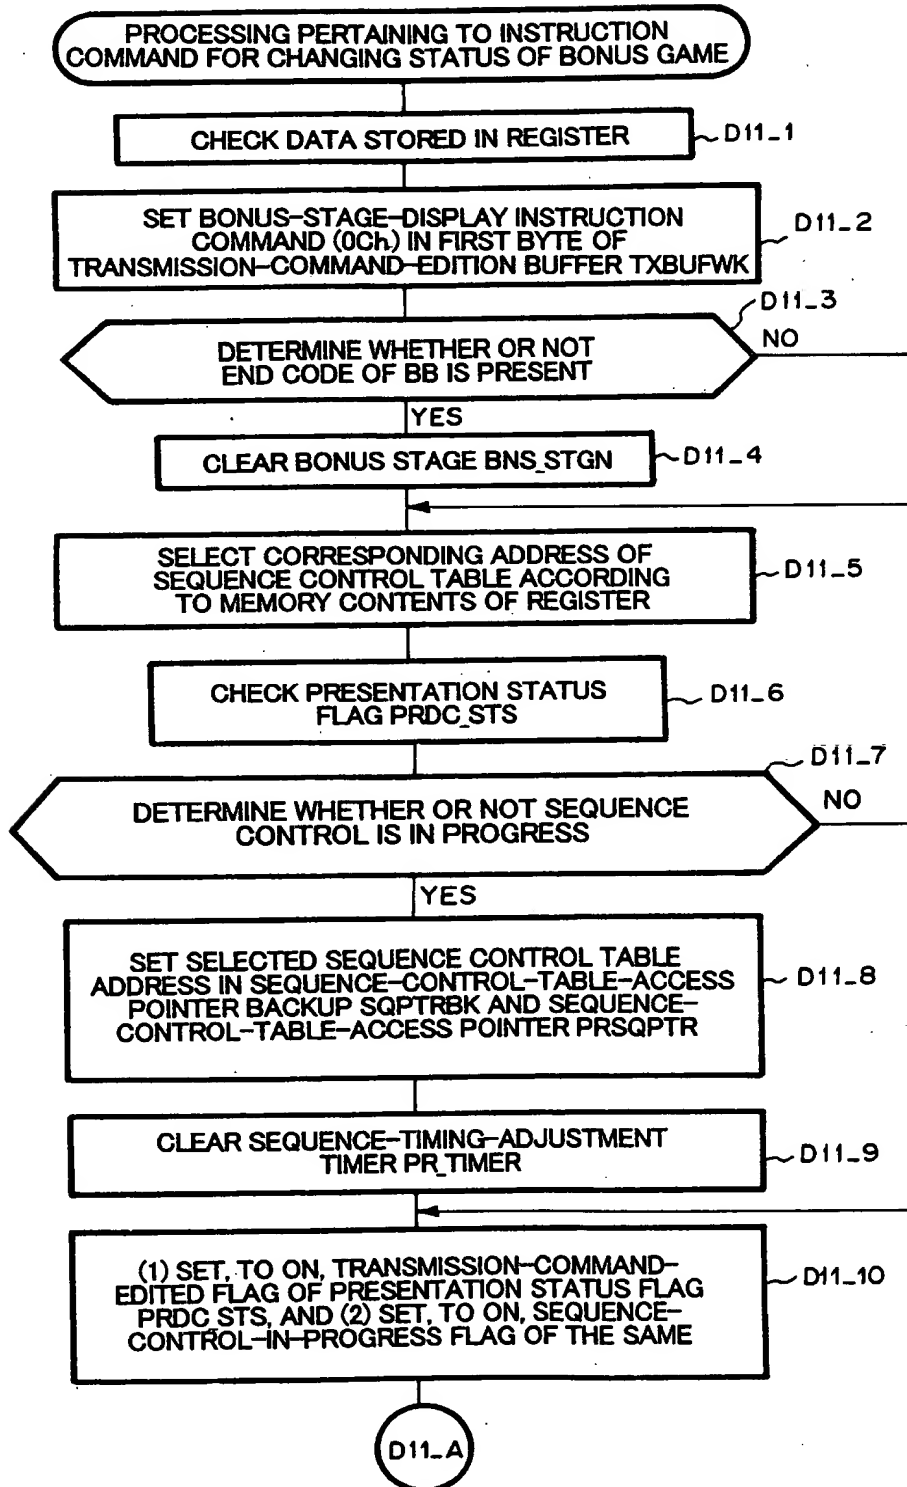 PROCESSING PERTAINING TO INSTRUCTION
COMMAND FOR CHANGING STATUS OF BONUS GAME
CHECK DATA STORED IN REGISTER
D11_1
SET BONUS-STAGE-DISPLAY INSTRUCTION
COMMAND (0Ch) IN FIRST BYTE OF
TRANSMISSION-COMMAND-EDITION BUFFER TXBUFWK
D11_2
D11_3
DETERMINE WHETHER OR NOT
END CODE OF BB IS PRESENT
NO
YES
CLEAR BONUS STAGE BNS_STGN
D11_4
SELECT CORRESPONDING ADDRESS OF
SEQUENCE CONTROL TABLE ACCORDING
TO MEMORY CONTENTS OF REGISTER
D11_5
CHECK PRESENTATION STATUS
FLAG PRDC_STS
D11_6
D11_7
DETERMINE WHETHER OR NOT SEQUENCE
CONTROL IS IN PROGRESS
NO
YES
SET SELECTED SEQUENCE CONTROL TABLE
ADDRESS IN SEQUENCE-CONTROL-TABLE-ACCESS
POINTER BACKUP SQPTRBK AND SEQUENCE-
CONTROL-TABLE-ACCESS POINTER PRSQPTR
D11_8
CLEAR SEQUENCE-TIMING-ADJUSTMENT
TIMER PR_TIMER
D11_9
(1) SET, TO ON, TRANSMISSION-COMMAND-
EDITED FLAG OF PRESENTATION STATUS FLAG
PRDC_STS, AND (2) SET, TO ON, SEQUENCE-
CONTROL-IN-PROGRESS FLAG OF THE SAME
D11_10
D11_A